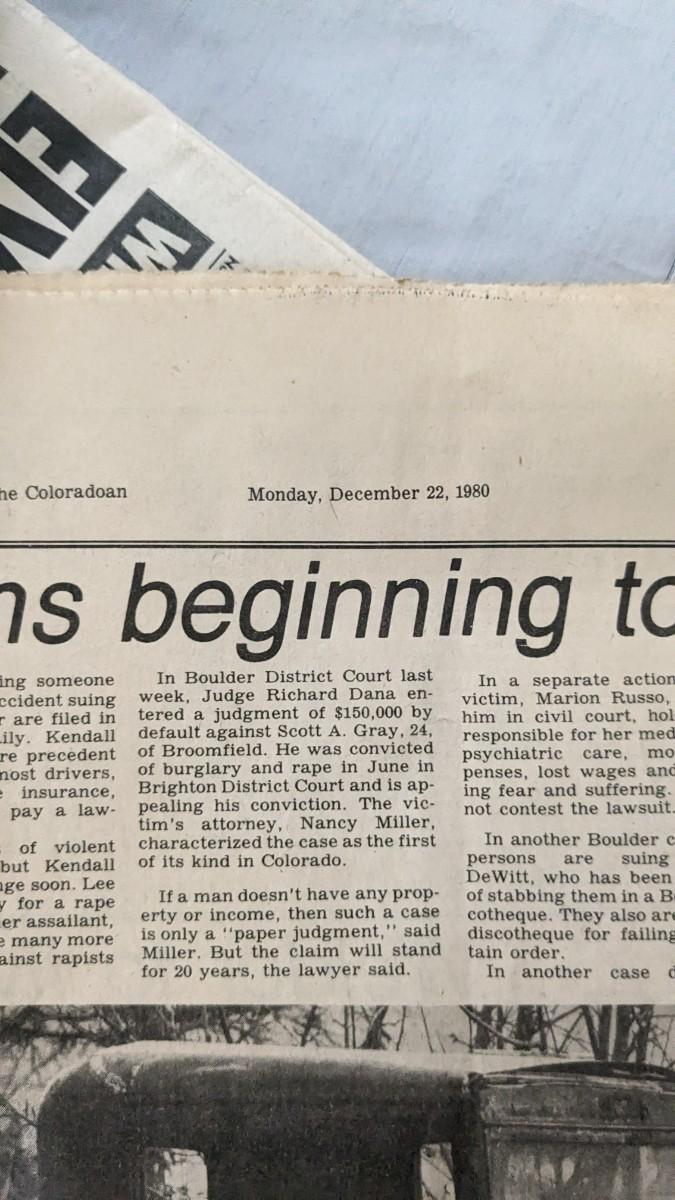 he Coloradoan
Monday, December 22, 1980
ns beginning to
ing someone
ccident suing
r are filed in
ily. Kendall
re precedent
most drivers,
e insurance,
pay a law-
s of violent
but Kendall
nge soon. Lee
y for a rape
er assailant,
e many more
ainst rapists
In Boulder District Court last
week, Judge Richard Dana en-
tered a judgment of $150,000 by
default against Scott A. Gray, 24,
of Broomfield. He was convicted
of burglary and rape in June in
Brighton District Court and is ap-
pealing his conviction. The vic-
tim's attorney, Nancy Miller,
characterized the case as the first
of its kind in Colorado.
If a man doesn't have any prop-
erty or income, then such a case
is only a "paper judgment," said
Miller. But the claim will stand
for 20 years, the lawyer said.
In a separate action
victim, Marion Russo,
him in civil court, hol
responsible for her med
psychiatric care, mo
penses, lost wages and
ing fear and suffering.
not contest the lawsuit.
In another Boulder c
persons are suing
DeWitt, who has been
of stabbing them in a B
cotheque. They also are
discotheque for failing
tain order.
In another case d